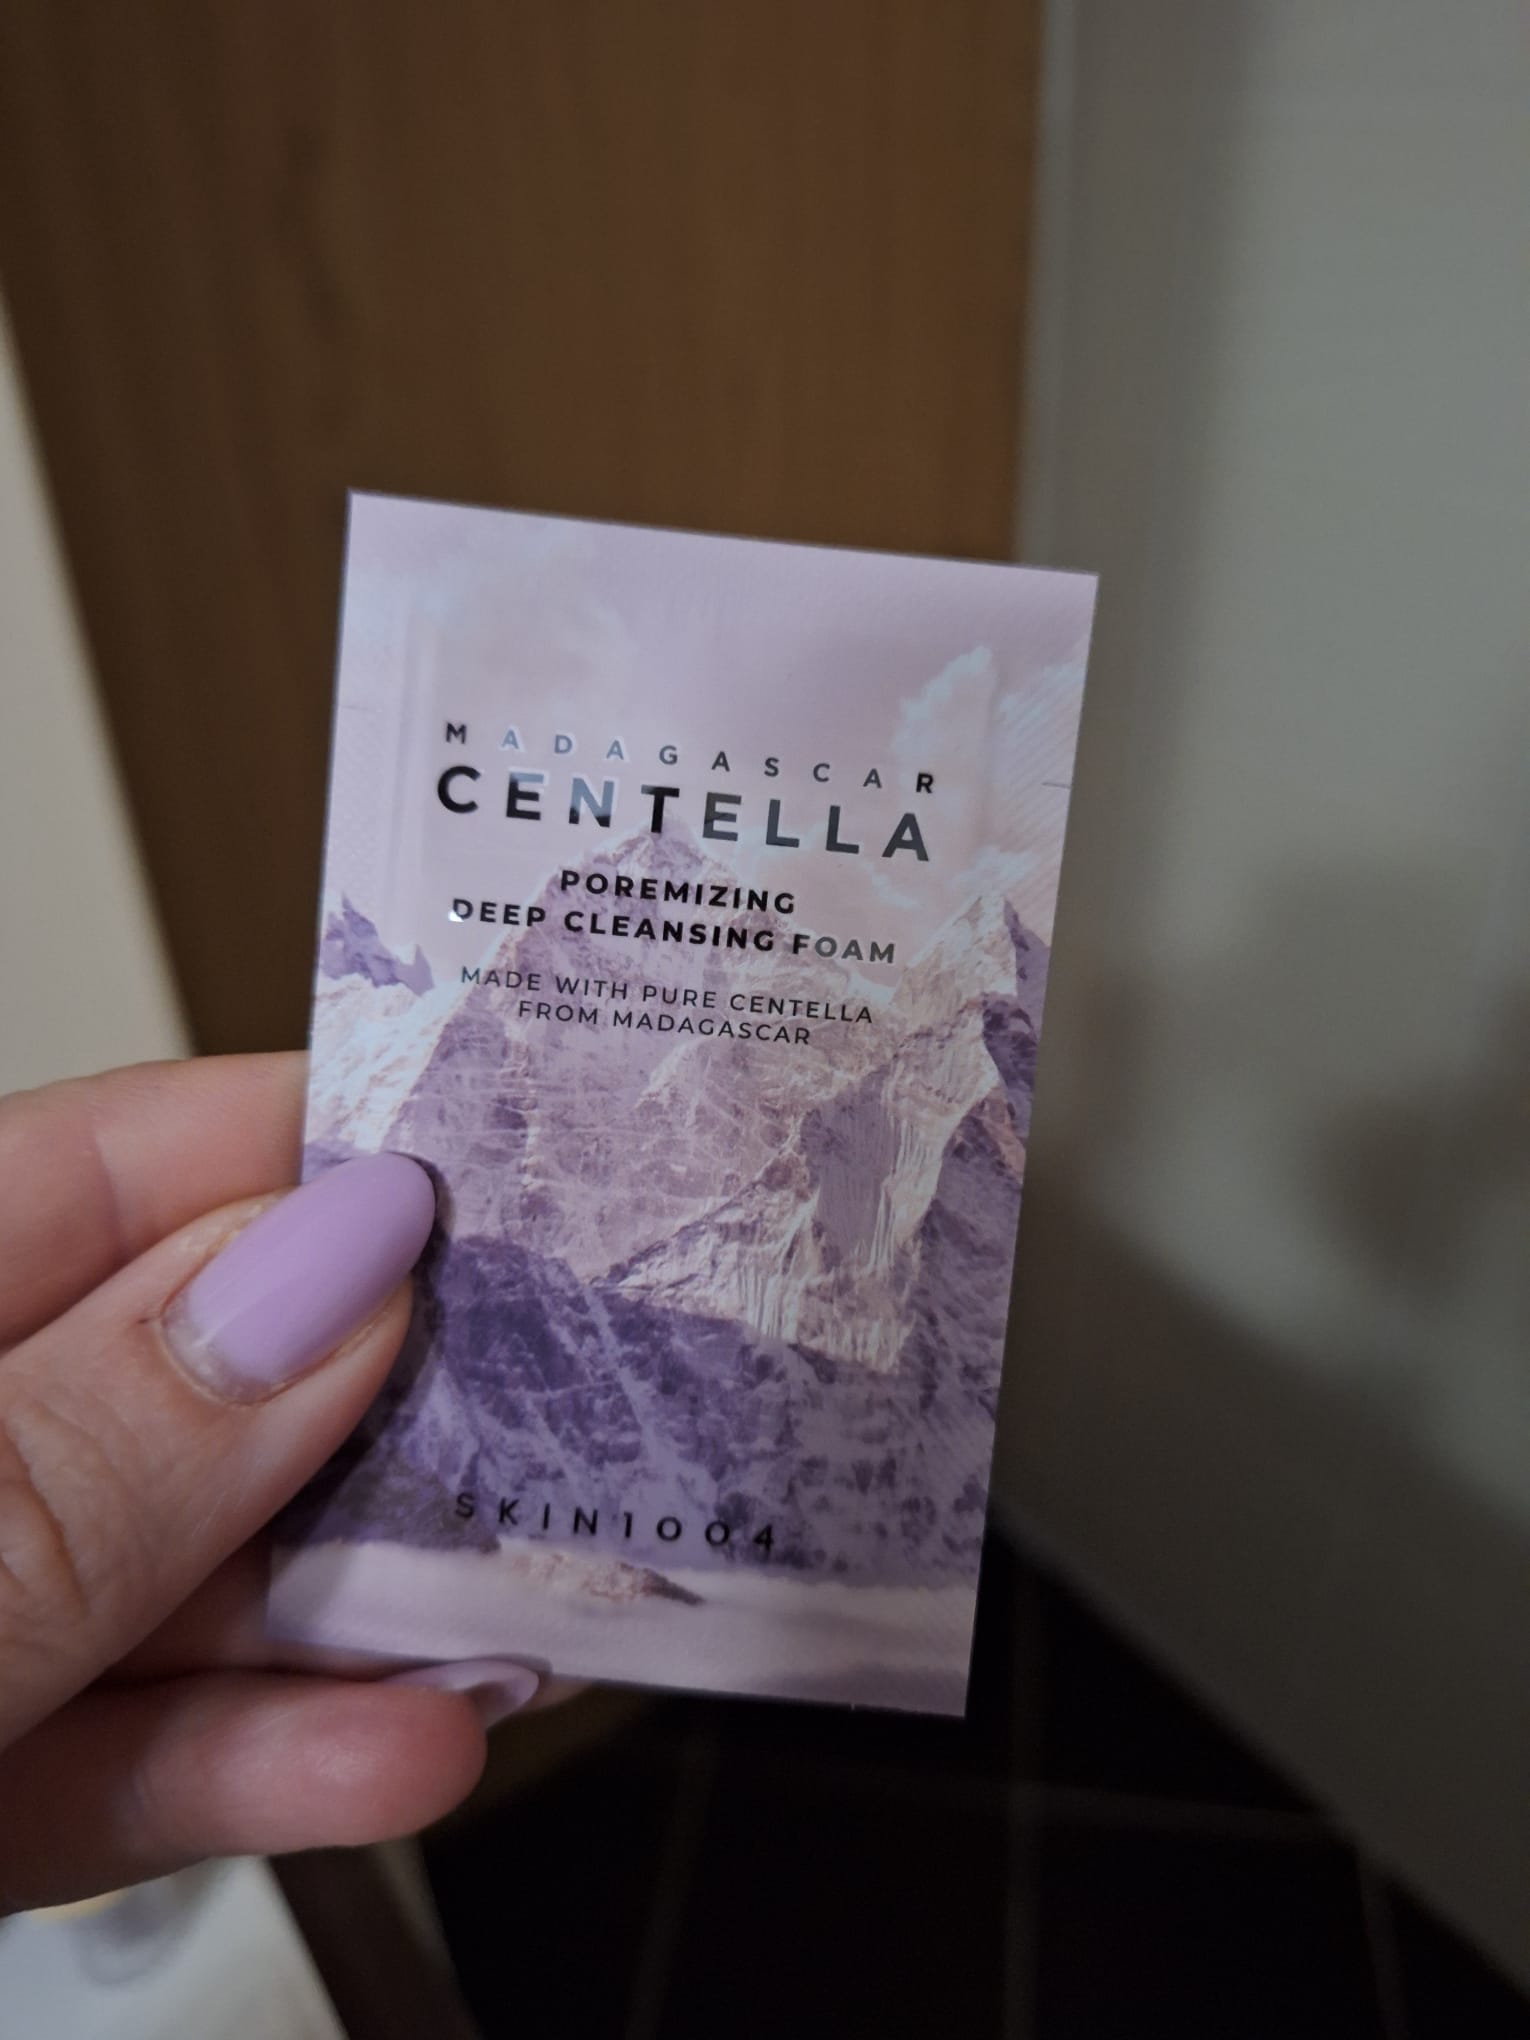 MADAGASCAR
CENTELLA
POREMIZING
DEEP CLEANSING FOAM
MADE WITH PURE CENTELLA
FROM MADAGASCAR
SKIN1004